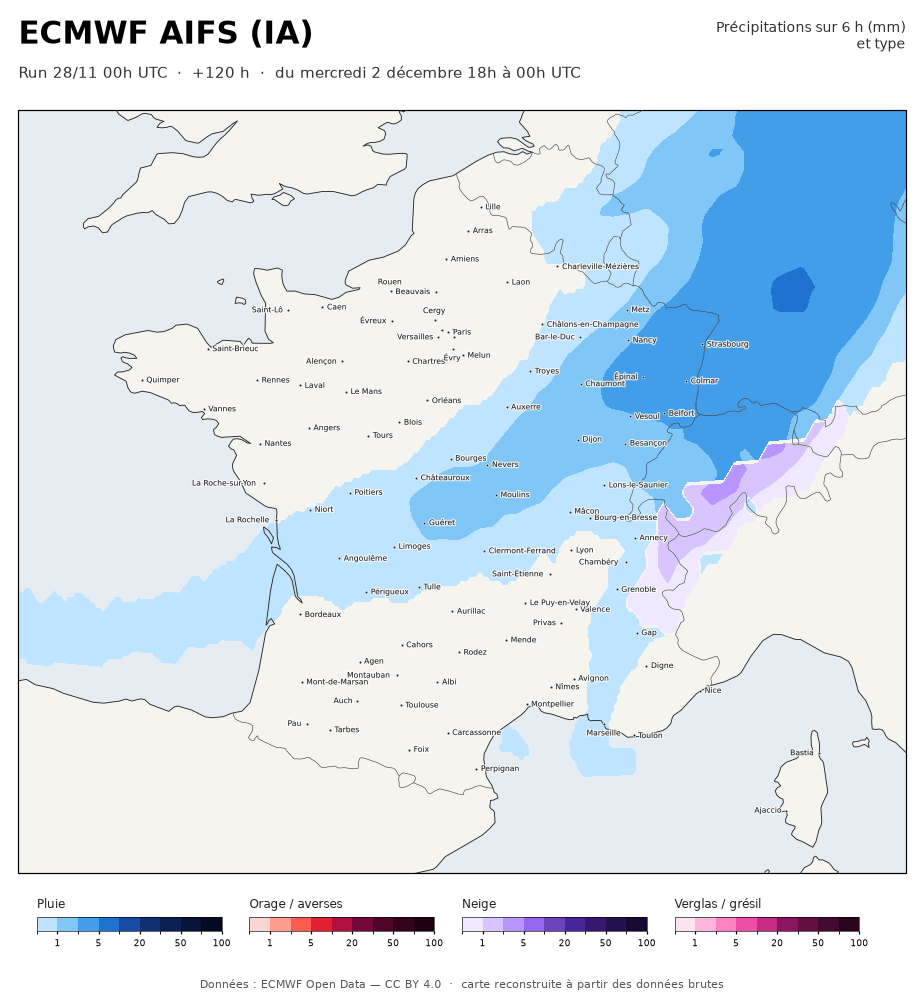 ECMWF AIFS (IA)
Précipitations sur 6 h (mm)
et type
Run 28/11 00h UTC · +120 h · du mercredi 2 décembre 18h à 00h UTC
Lille
Arras
Amiens
Charleville-Mézières
Rouen
Beauvais
Laon
Saint-Lô
Caen
Cergy
Metz
Évreux
Châlons-en-Champagne
Versailles
Paris
Bar-le-Duc
Nancy
Strasbourg
Saint-Brieuc
Alençon
Chartres
Évry
Melun
Quimper
Rennes
Laval
Troyes
Épinal
Colmar
Chaumont
Le Mans
Orléans
Vannes
Auxerre
Belfort
Vesoul
Blois
Angers
Tours
Dijon
Besançon
Nantes
Bourges
Nevers
La Roche-sur-Yon
Châteauroux
Lons-le-Saunier
Poitiers
Moulins
Niort
Mâcon
La Rochelle
Guéret
Bourg-en-Bresse
Annecy
Limoges
Clermont-Ferrand
Lyon
Angoulême
Chambéry
Saint-Étienne
Périgueux
Tulle
Grenoble
Bordeaux
Aurillac
Le Puy-en-Velay
Valence
Privas
Gap
Cahors
Mende
Rodez
Agen
Digne
Montauban
Mont-de-Marsan
Albi
Avignon
Nîmes
Nice
Auch
Toulouse
Montpellier
Pau
Tarbes
Carcassonne
Marseille
Toulon
Foix
Bastia
Perpignan
Ajaccio
Pluie
Orage / averses
Neige
Verglas / grésil
1 5 20 50 100
1 5 20 50 100
1 5 20 50 100
1 5 20 50 100
Données : ECMWF Open Data — CC BY 4.0 · carte reconstruite à partir des données brutes